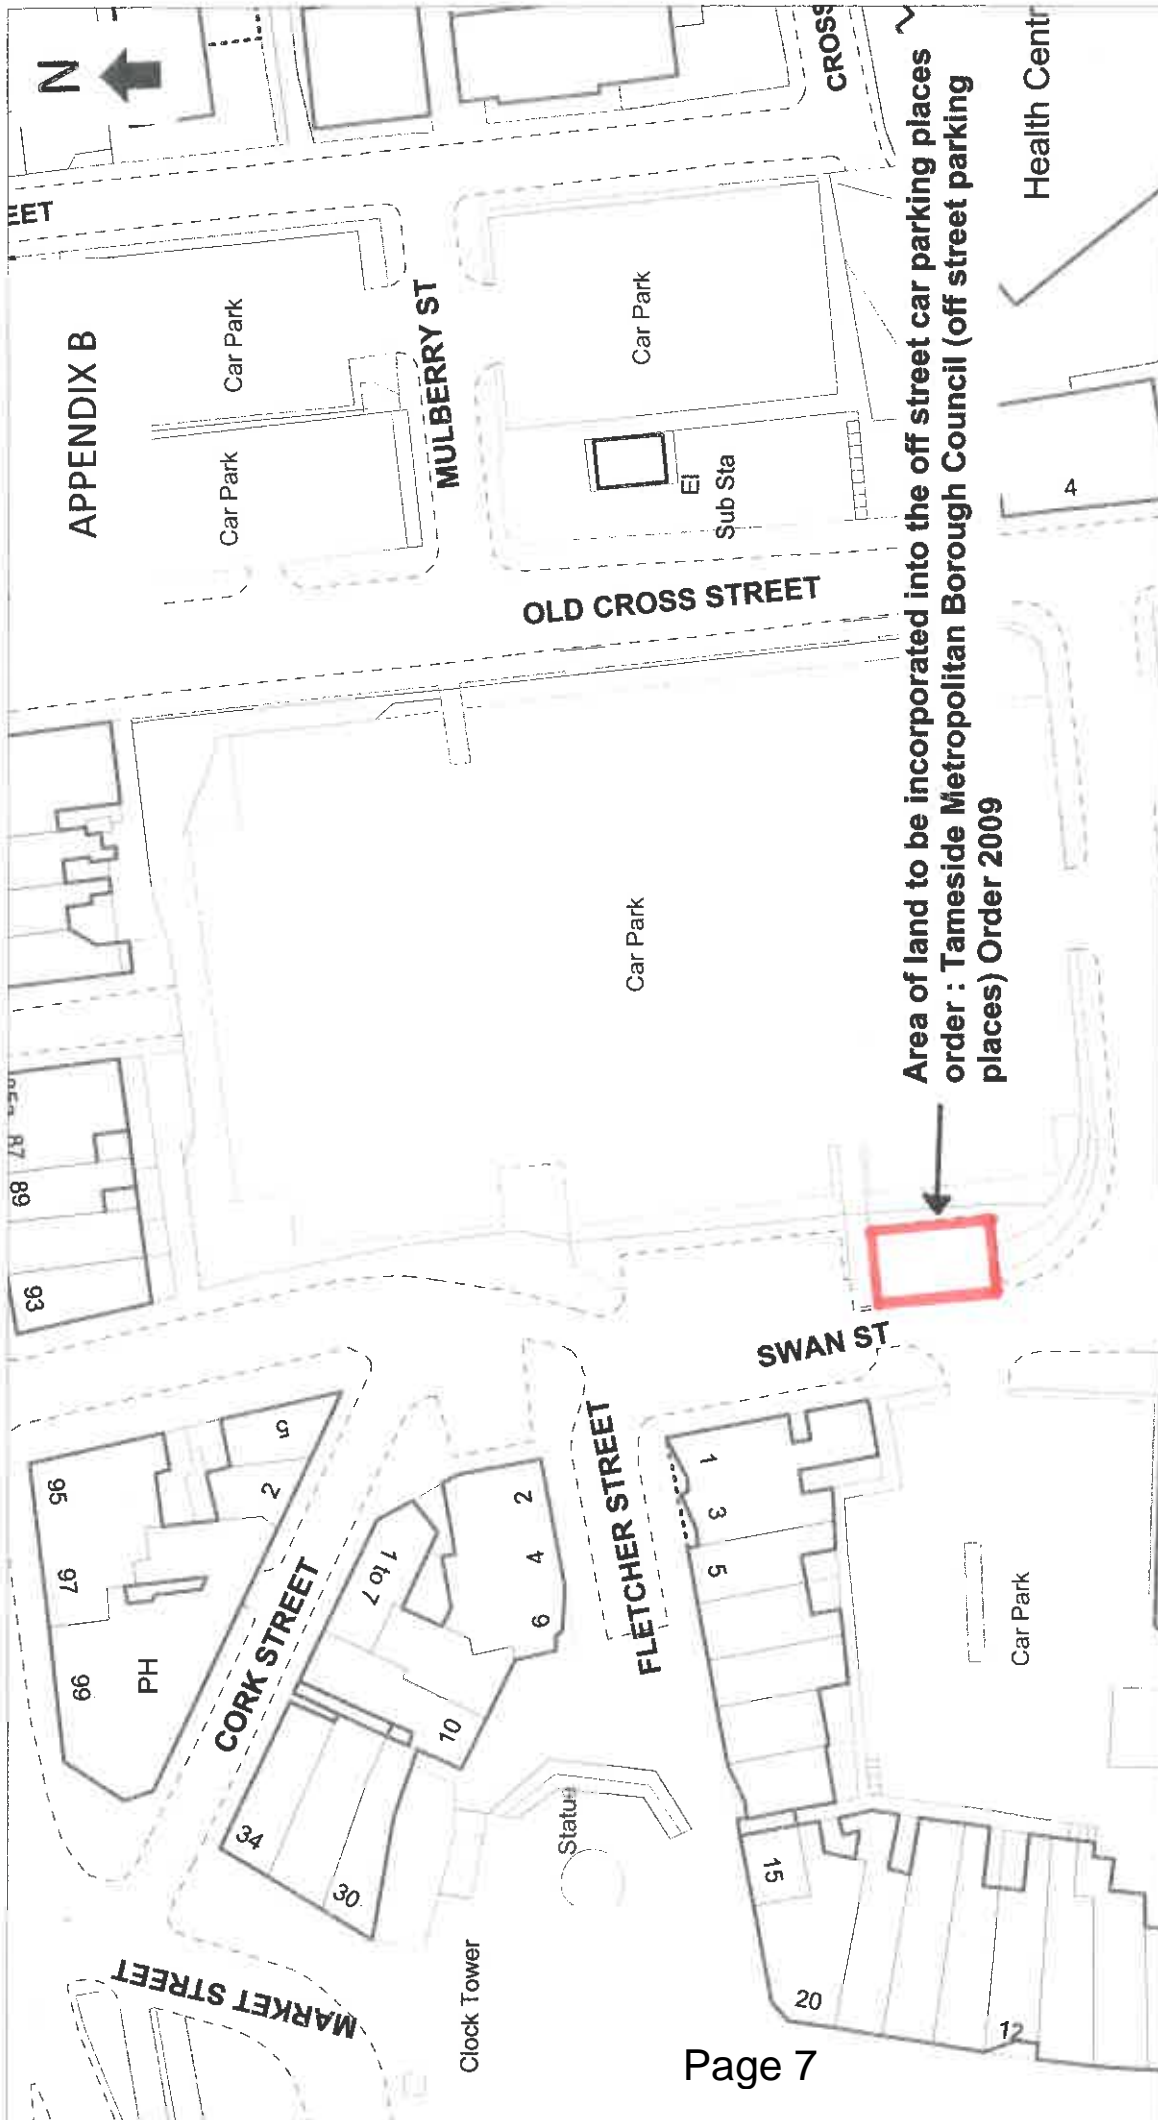 APPENDIX B
N
EET
Car Park
Car Park
MULBERRY ST
Car Park
El
Sub Sta
OLD CROSS STREET
CROSS
Health Centr
4
Area of land to be incorporated into the off street car parking places
order : Tameside Metropolitan Borough Council (off street parking
places) Order 2009
Car Park
87
89
93
SWAN ST
95
97
99
PH
5
2
CORK STREET
1 to 7
2
4
6
10
34
30
FLETCHER STREET
1
3
5
Car Park
Statue
15
20
12
MARKET STREET
Clock Tower
Page 7